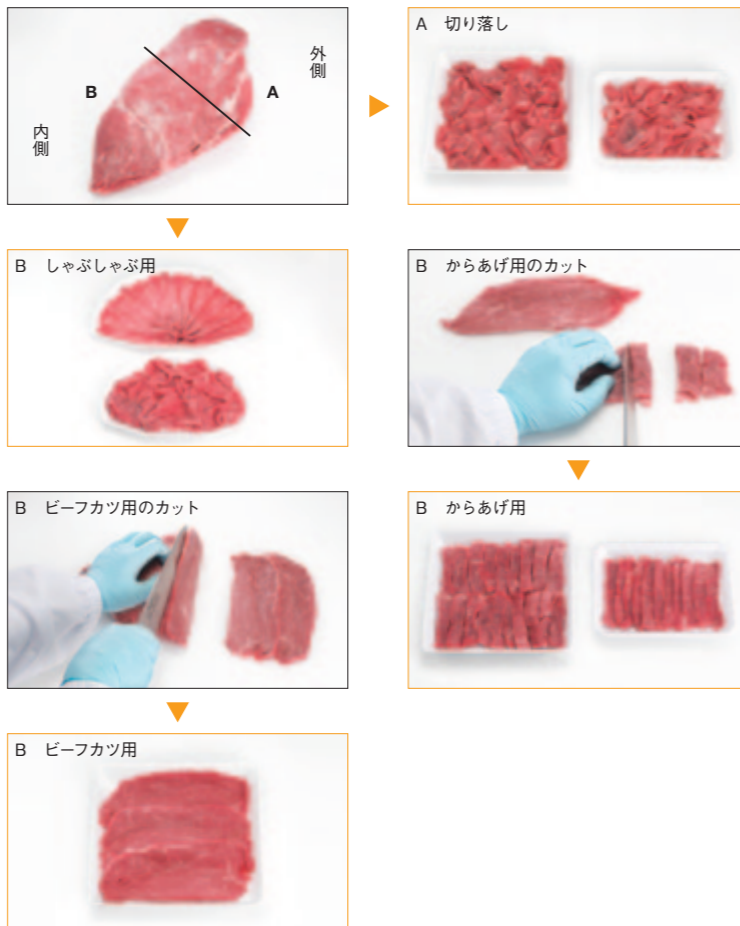 外側
B
A
内側
A 切り落し
B しゃぶしゃぶ用
B からあげ用のカット
B ビーフカツ用のカット
B からあげ用
B ビーフカツ用